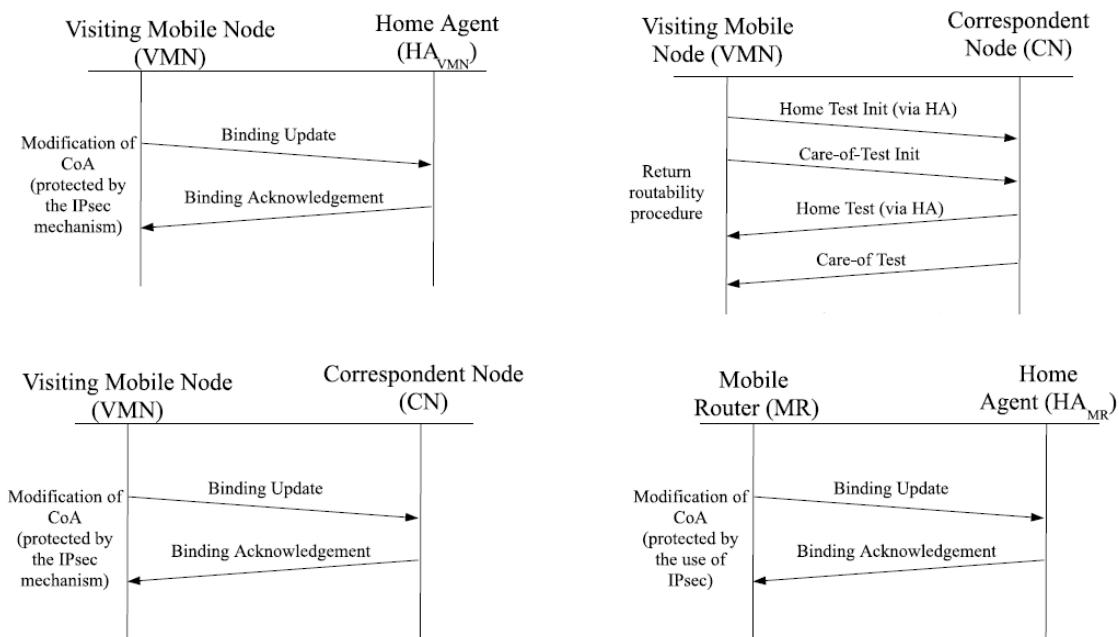 Visiting Mobile Node
(VMN)
Home Agent
(HA_VMN)
Modification of
CoA
(protected by
the IPsec
mechanism)
Binding Update
Binding Acknowledgement
Visiting Mobile
Node (VMN)
Correspondent
Node (CN)
Return
routability
procedure
Home Test Init (via HA)
Care-of-Test Init
Home Test (via HA)
Care-of Test
Visiting Mobile Node
(VMN)
Correspondent Node
(CN)
Modification of
CoA
(protected by
the IPsec
mechanism)
Binding Update
Binding Acknowledgement
Mobile
Router (MR)
Home
Agent (HA_MR)
Modification of
CoA
(protected by
the use of
IPsec)
Binding Update
Binding Acknowledgement